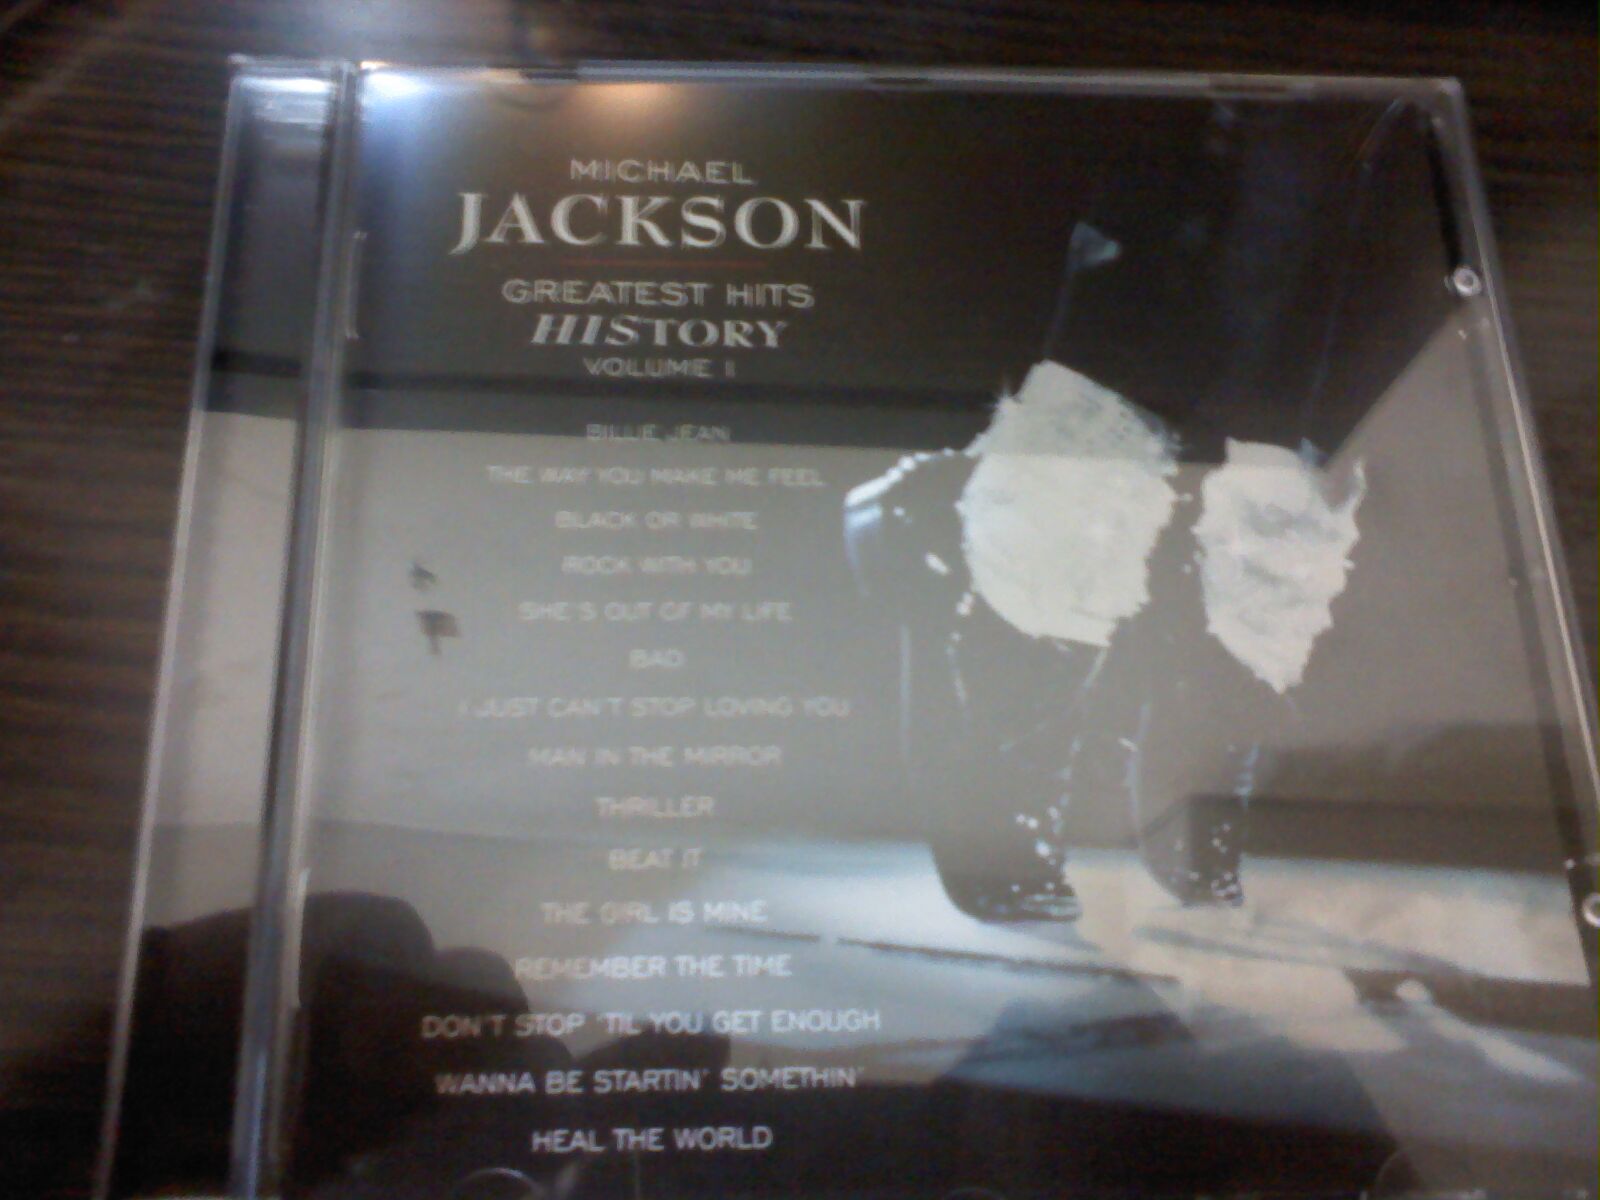 MICHAEL
JACKSON
GREATEST HITS
HISTORY
VOLUME I
BILLIE JEAN
THE WAY YOU MAKE ME FEEL
BLACK OR WHITE
ROCK WITH YOU
SHE'S OUT OF MY LIFE
BAD
I JUST CAN'T STOP LOVING YOU
MAN IN THE MIRROR
THRILLER
BEAT IT
THE GIRL IS MINE
REMEMBER THE TIME
DON'T STOP 'TIL YOU GET ENOUGH
WANNA BE STARTIN' SOMETHIN'
HEAL THE WORLD